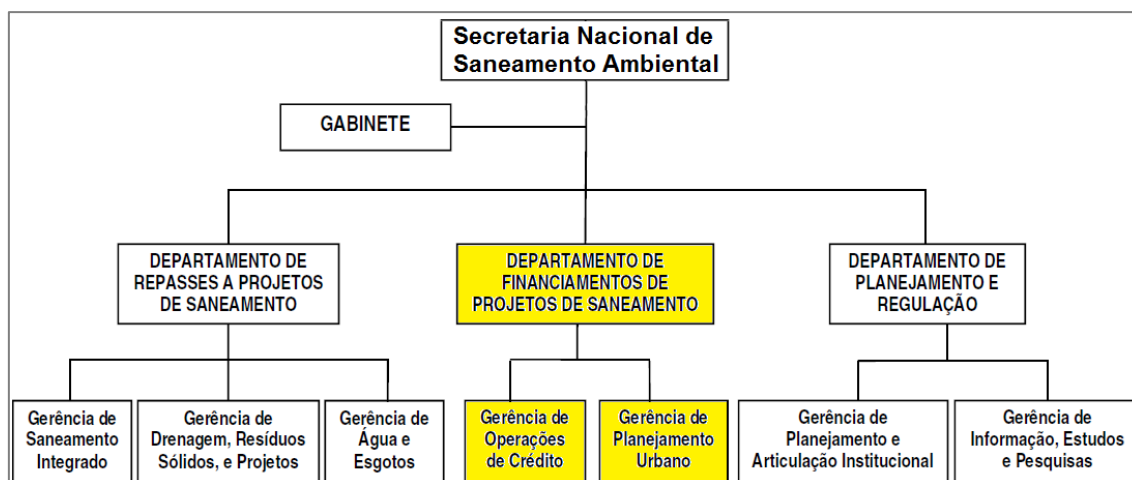 Secretaria Nacional de
Saneamento Ambiental
GABINETE
DEPARTAMENTO DE
REPASSES A PROJETOS
DE SANEAMENTO
DEPARTAMENTO DE
FINANCIAMENTOS DE
PROJETOS DE SANEAMENTO
DEPARTAMENTO DE
PLANEJAMENTO E
REGULAÇÃO
Gerência de
Saneamento
Integrado
Gerência de
Drenagem, Resíduos
Sólidos, e Projetos
Gerência de
Água e
Esgotos
Gerência de
Operações
de Crédito
Gerência de
Planejamento
Urbano
Gerência de
Planejamento e
Articulação Institucional
Gerência de
Informação, Estudos
e Pesquisas